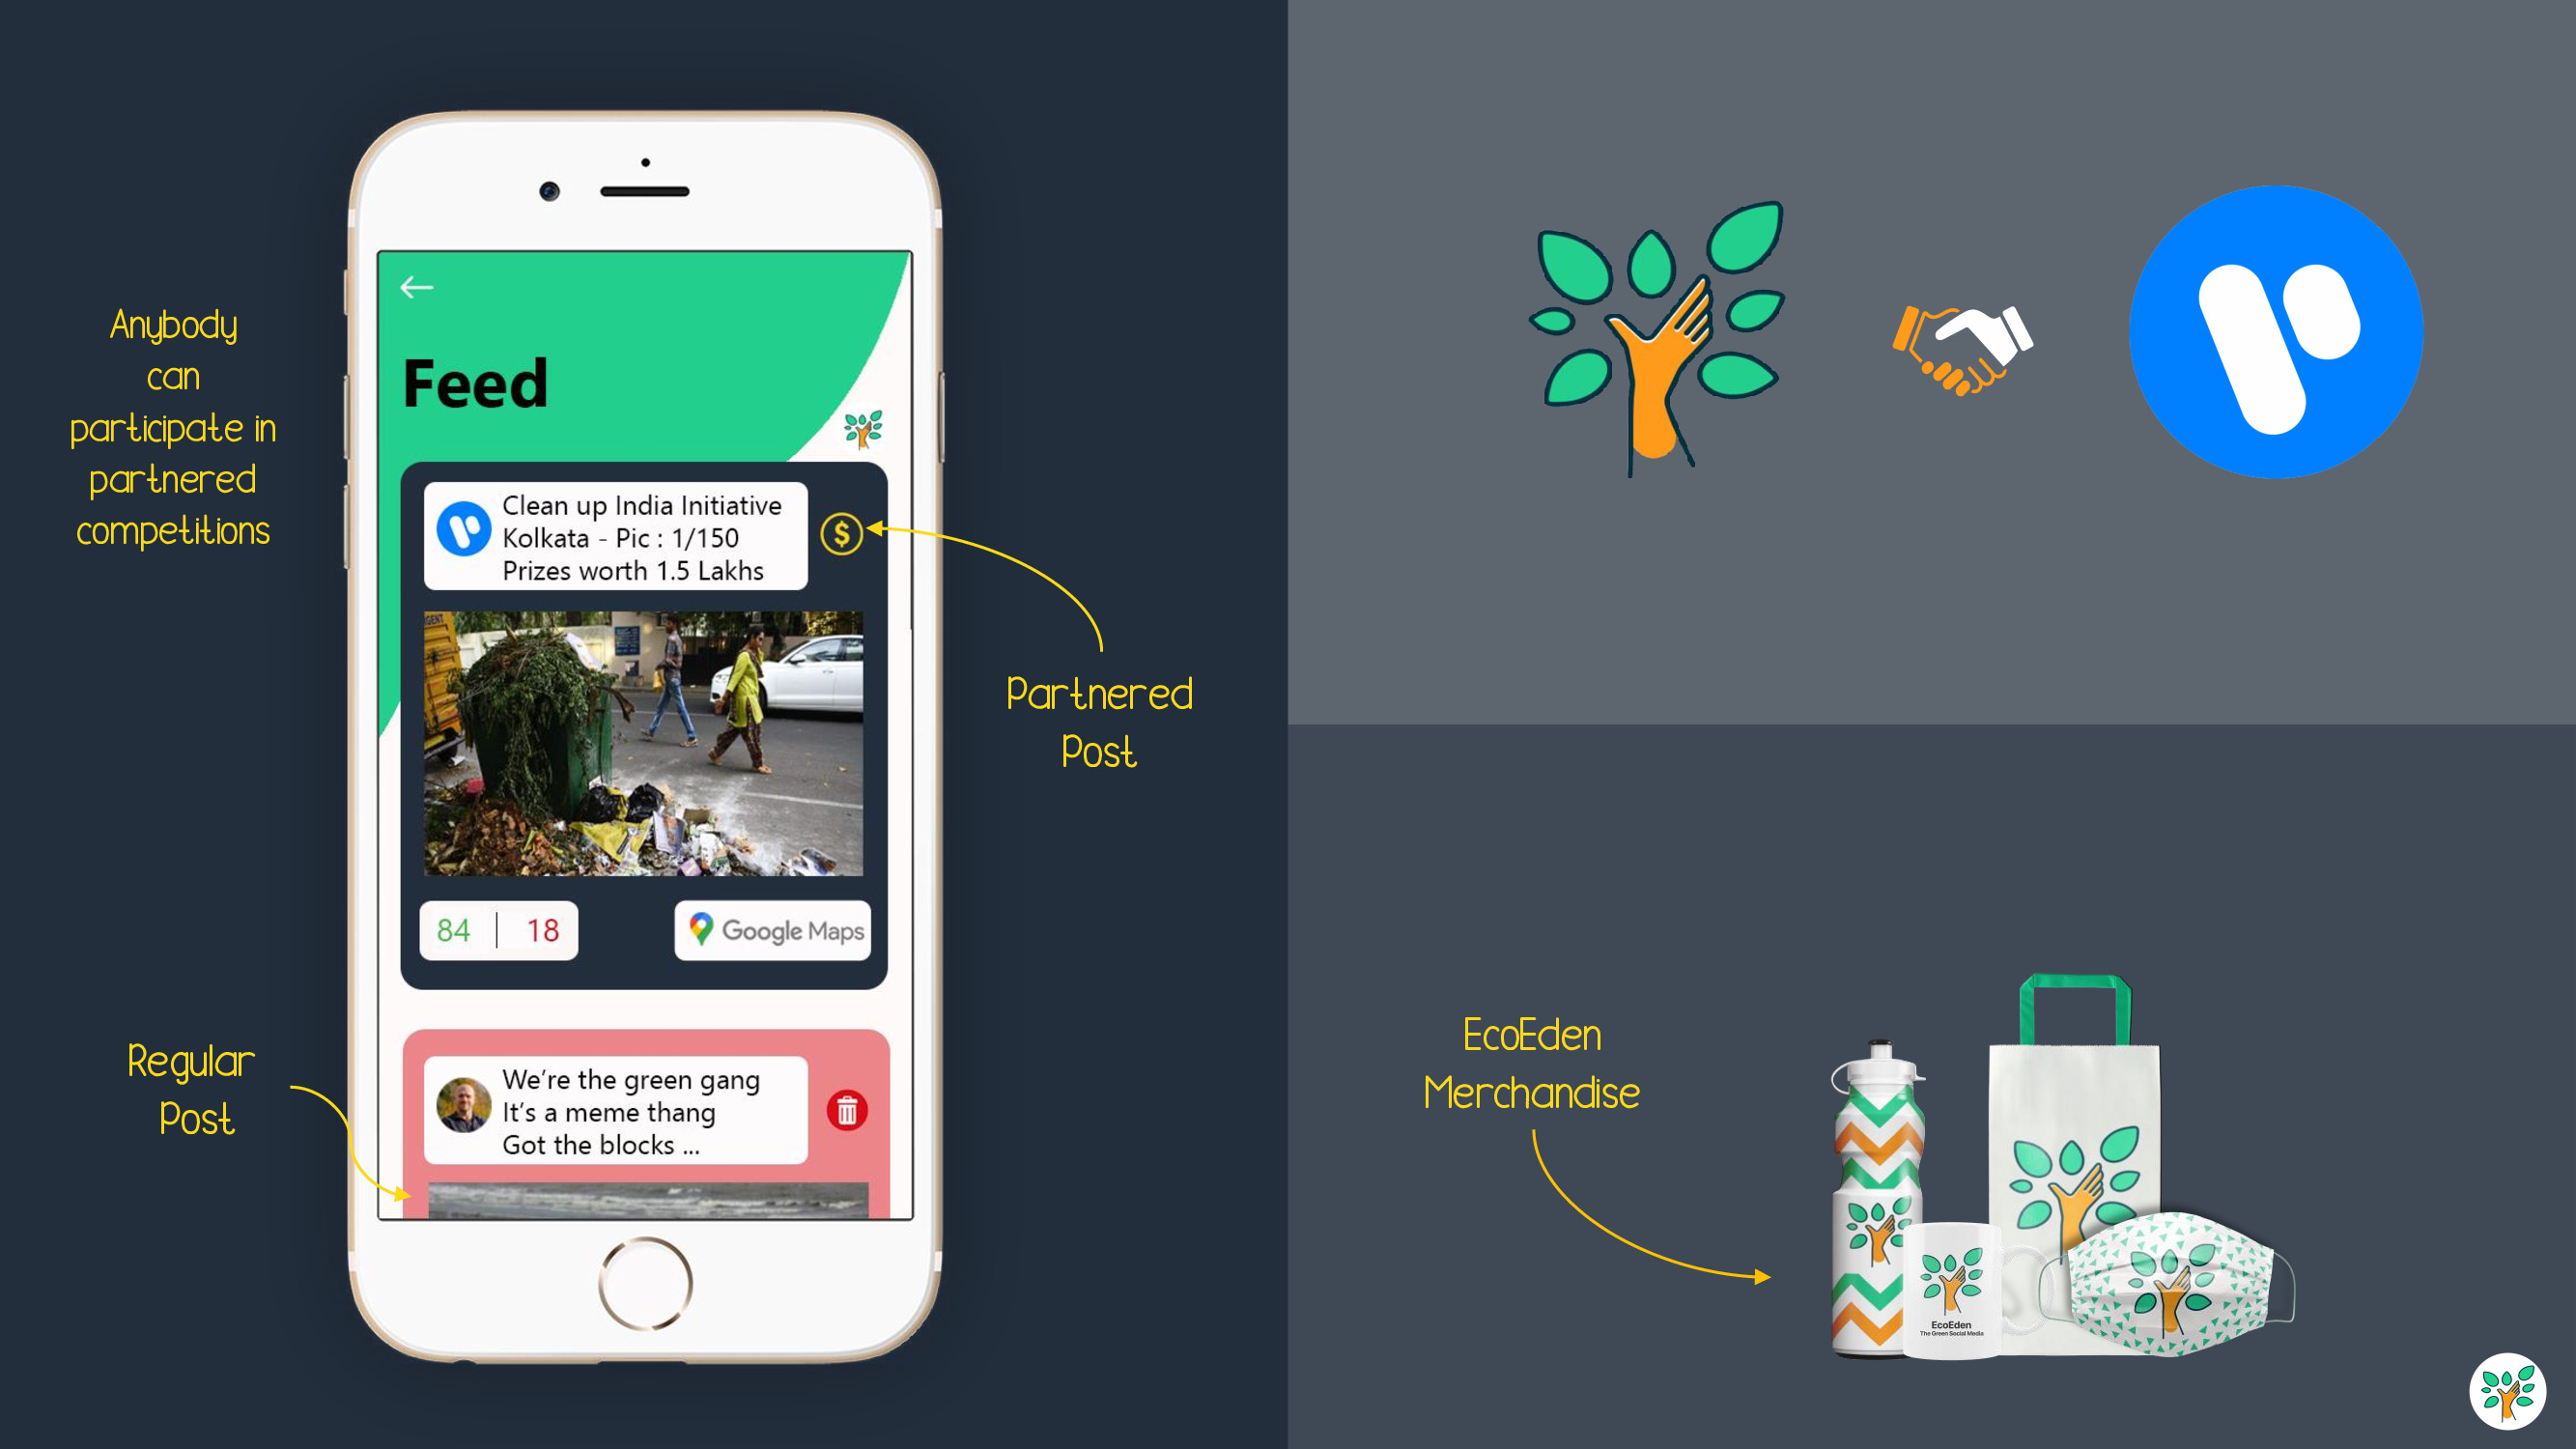 Anybody
can
participate in
partnered
competitions
Feed
Clean up India Initiative
Kolkata - Pic : 1/150
Prizes worth 1.5 Lakhs
$
Partnered
Post
84 | 18
Google Maps
Regular
Post
We're the green gang
It's a meme thang
Got the blocks ...
EcoEden
Merchandise
EcoEden
The Green Social Media